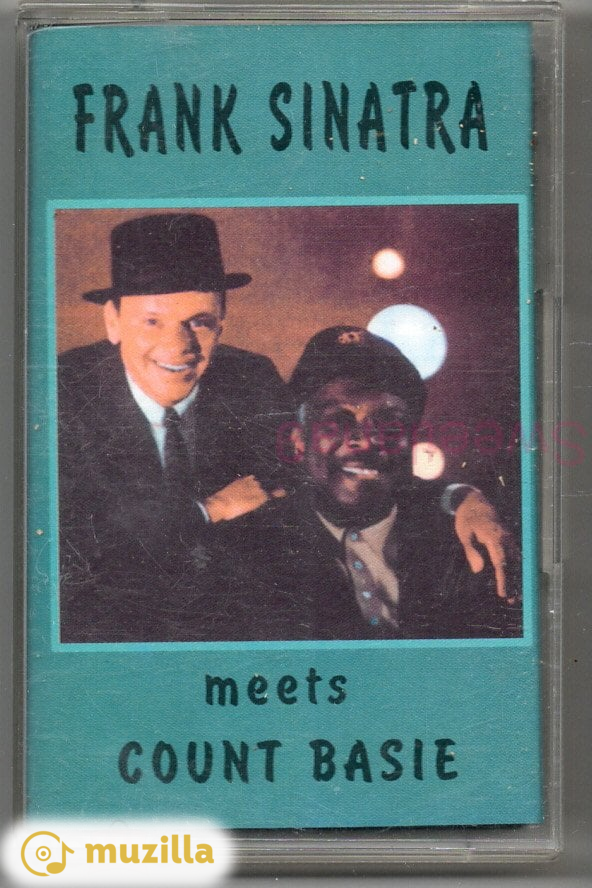 FRANK SINATRA
meets
COUNT BASIE
muzilla